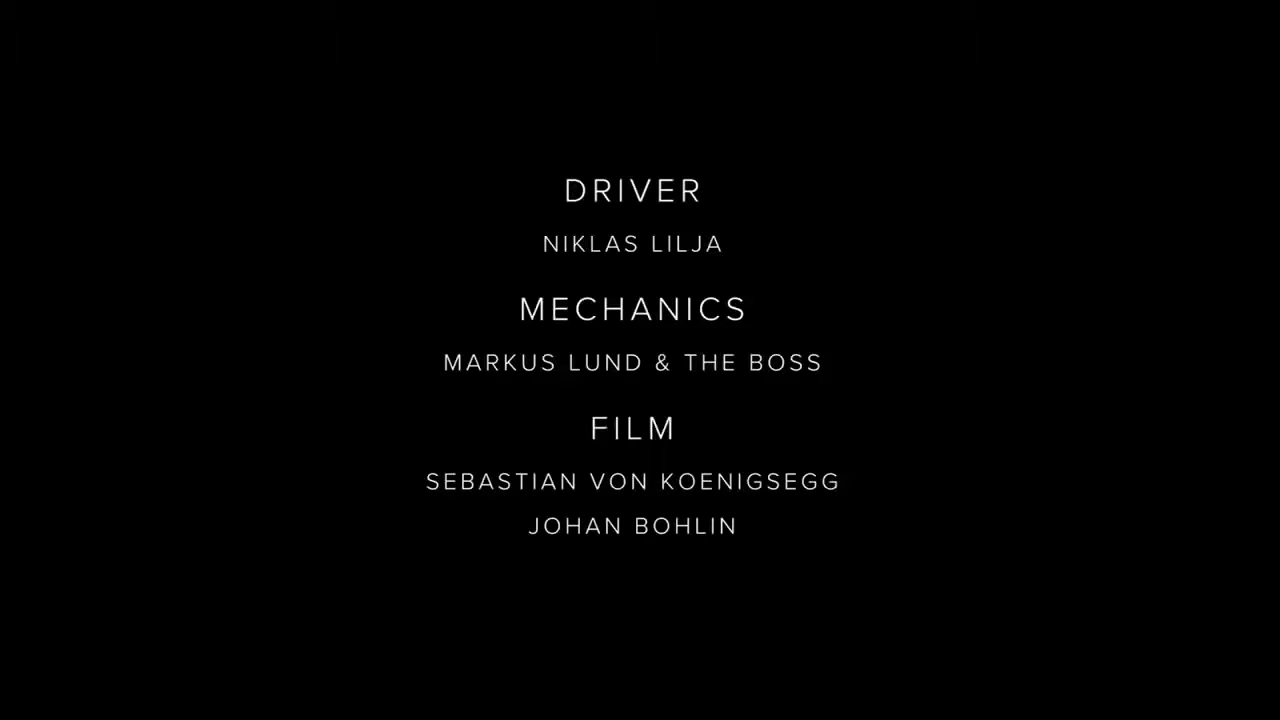 DRIVER
NIKLAS LILJA
MECHANICS
MARKUS LUND & THE BOSS
FILM
SEBASTIAN VON KOENIGSEGG
JOHAN BOHLIN